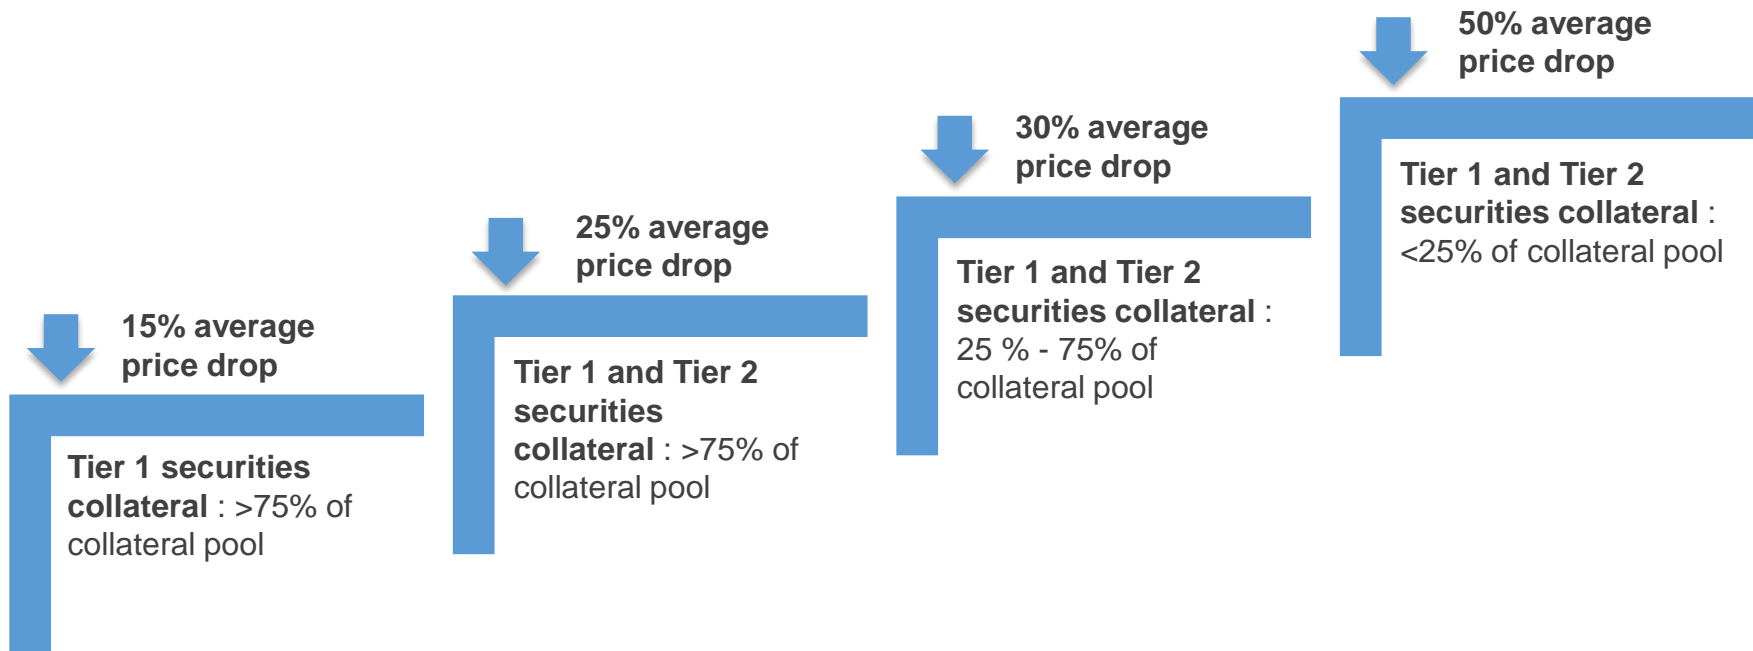 15% average
price drop
Tier 1 securities
collateral : >75% of
collateral pool
25% average
price drop
Tier 1 and Tier 2
securities
collateral : >75% of
collateral pool
30% average
price drop
Tier 1 and Tier 2
securities collateral :
25 % - 75% of
collateral pool
50% average
price drop
Tier 1 and Tier 2
securities collateral :
<25% of collateral pool